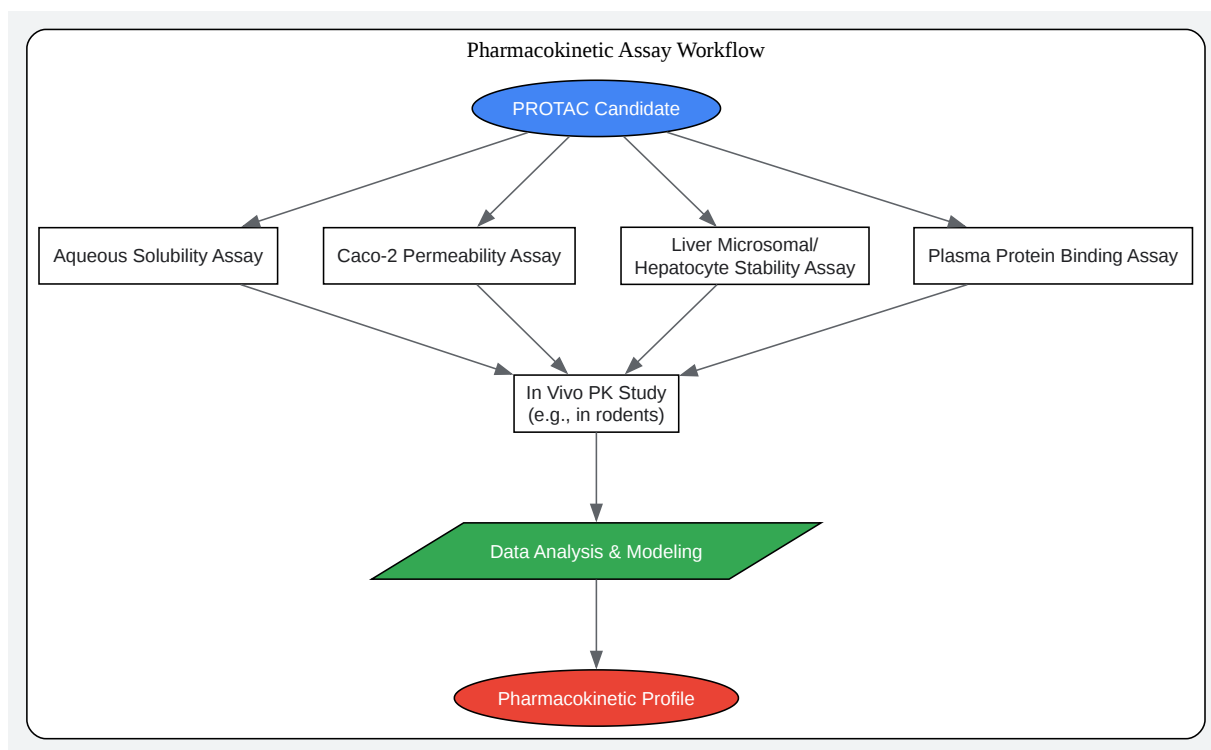 Pharmacokinetic Assay Workflow
PROTAC Candidate
Aqueous Solubility Assay
Caco-2 Permeability Assay
Liver Microsomal/
Hepatocyte Stability Assay
Plasma Protein Binding Assay
In Vivo PK Study
(e.g., in rodents)
Data Analysis & Modeling
Pharmacokinetic Profile